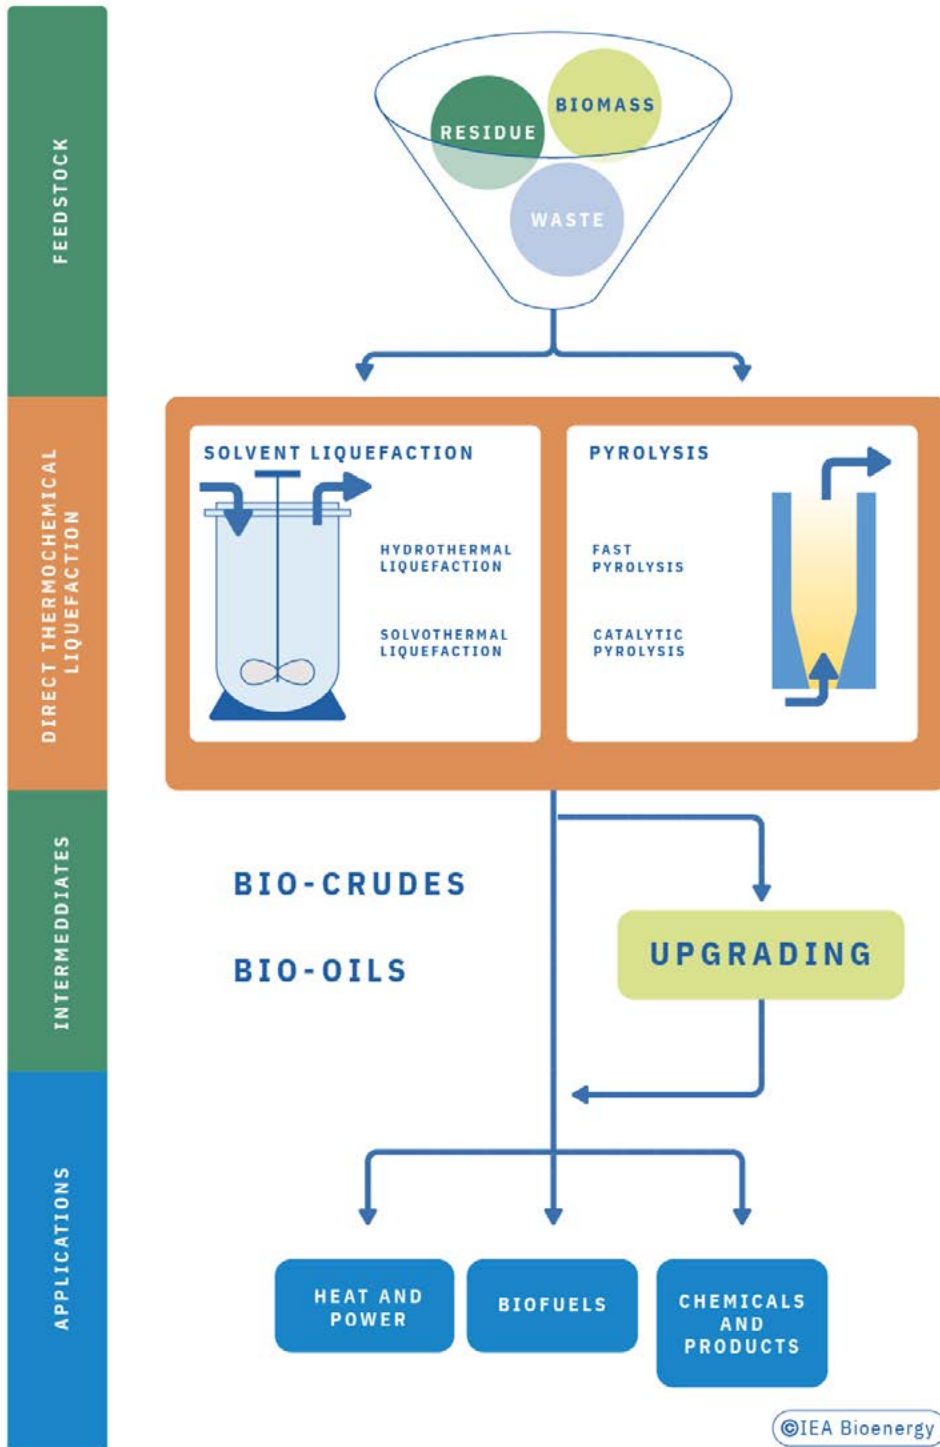 FEEDSTOCK
BIOMASS
RESIDUE
WASTE
DIRECT THERMOCHEMICAL
LIQUEFACTION
SOLVENT LIQUEFACTION
HYDROTHERMAL
LIQUEFACTION
SOLVOTHERMAL
LIQUEFACTION
PYROLYSIS
FAST
PYROLYSIS
CATALYTIC
PYROLYSIS
INTERMEDDIATES
BIO-CRUDES
BIO-OILS
UPGRADING
APPLICATIONS
HEAT AND
POWER
BIOFUELS
CHEMICALS
AND
PRODUCTS
©IEA Bioenergy